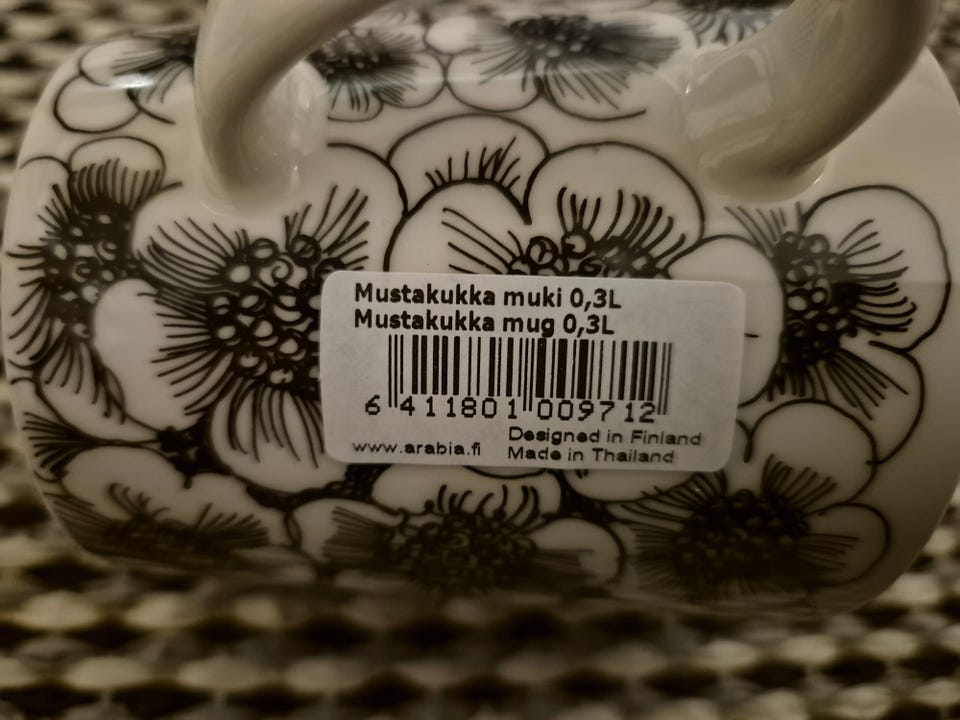 Mustakukka muki 0,3L
Mustakukka mug 0,3L
6 411801 009712
www.arabia.fi
Designed in Finland
Made in Thailand